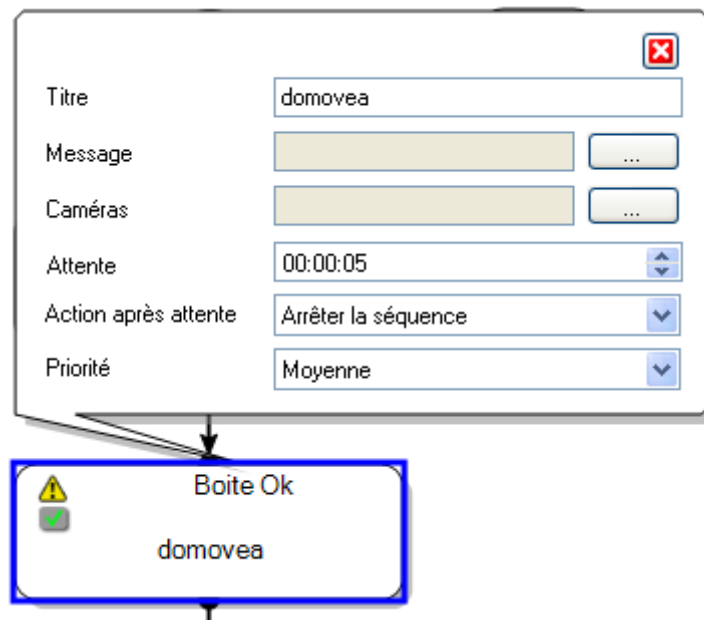 Titre domovea
Message ...
Caméras ...
Attente 00:00:05
Action après attente Arrêter la séquence
Priorité Moyenne
Boite Ok
domovea